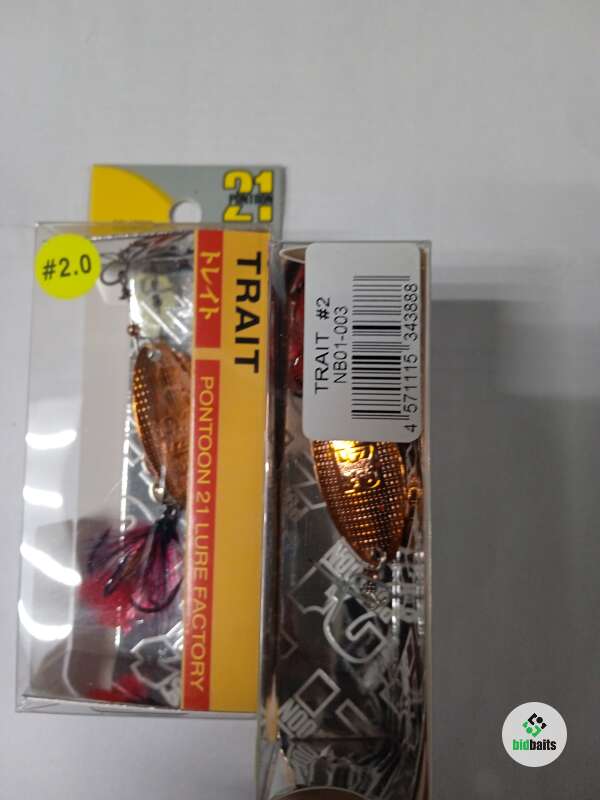 21
PONTOON
#2.0
TRAIT
トレイト
PONTOON 21 LURE FACTORY
TRAIT #2
NB01-003
4 571115 343888
bidbaits